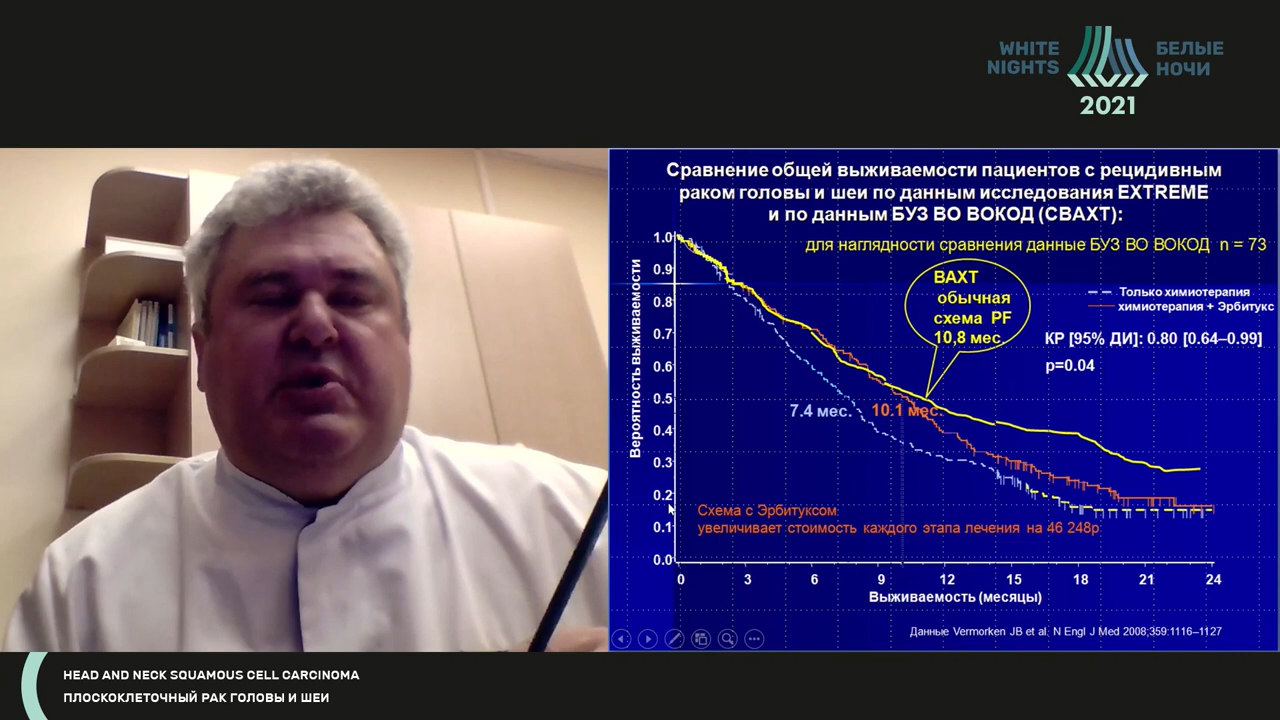 WHITE NIGHTS
БЕЛЫЕ НОЧИ
2021
Сравнение общей выживаемости пациентов с рецидивным
раком головы и шеи по данным исследования EXTREME
и по данным БУЗ ВО ВОКОД (СВАХТ):
для наглядности сравнения данные БУЗ ВО ВОКОД n = 73
ВАХТ
обычная
схема PF
10,8 мес
Только химиотерапия
химиотерапия + Эрбитукс
КР [95% ДИ]: 0.80 [0.64–0.99]
p=0.04
Вероятность выживаемости
1.0
0.9
0.8
0.7
0.6
0.5
0.4
0.3
0.2
0.1
0.0
7.4 мес.
10.1 мес.
Схема с Эрбитуксом
увеличивает стоимость каждого этапа лечения на 46 248р
0 3 6 9 12 15 18 21 24
Выживаемость (месяцы)
Данные Vermorken JB et al. N Engl J Med 2008;359:1116–1127
HEAD AND NECK SQUAMOUS CELL CARCINOMA
ПЛОСКОКЛЕТОЧНЫЙ РАК ГОЛОВЫ И ШЕИ